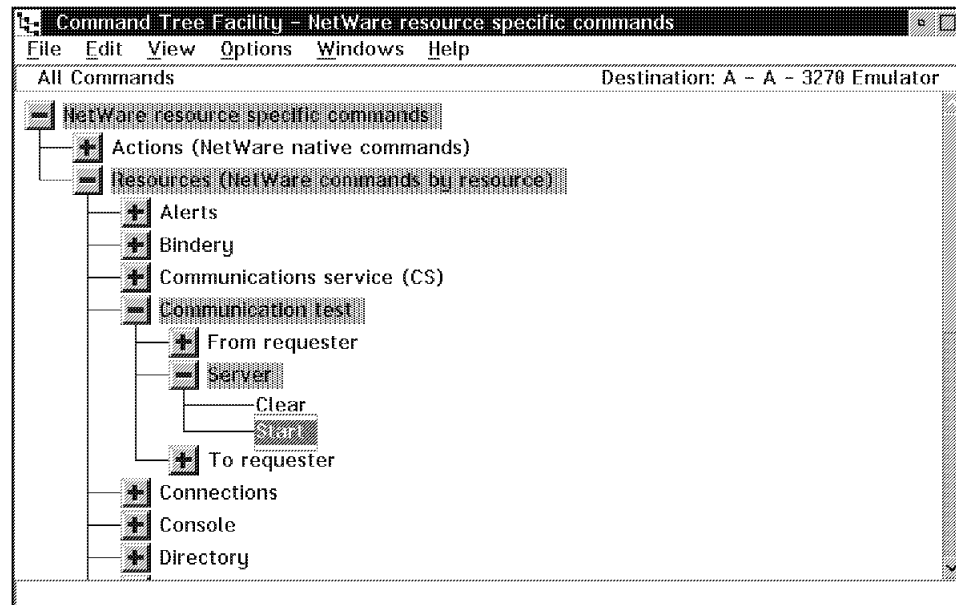 Command Tree Facility - NetWare resource specific commands
File Edit View Options Windows Help
All Commands Destination: A - A - 3270 Emulator
NetWare resource specific commands
Actions (NetWare native commands)
Resources (NetWare commands by resource)
Alerts
Bindery
Communications service (CS)
Communication test
From requester
Server
Clear
Start
To requester
Connections
Console
Directory